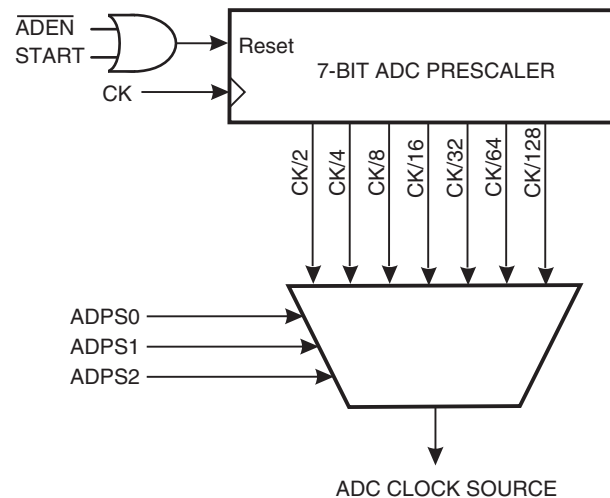 ADEN
START
Reset
7-BIT ADC PRESCALER
CK
CK/2
CK/4
CK/8
CK/16
CK/32
CK/64
CK/128
ADPS0
ADPS1
ADPS2
ADC CLOCK SOURCE